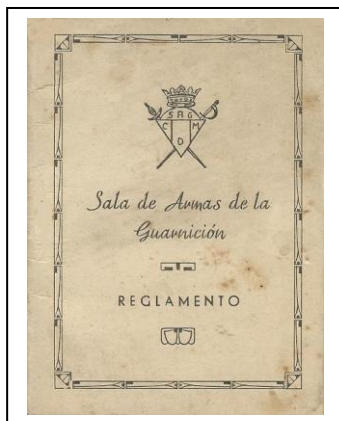 S A G
C M
D
Sala de Armas de la
Guarnición
REGLAMENTO